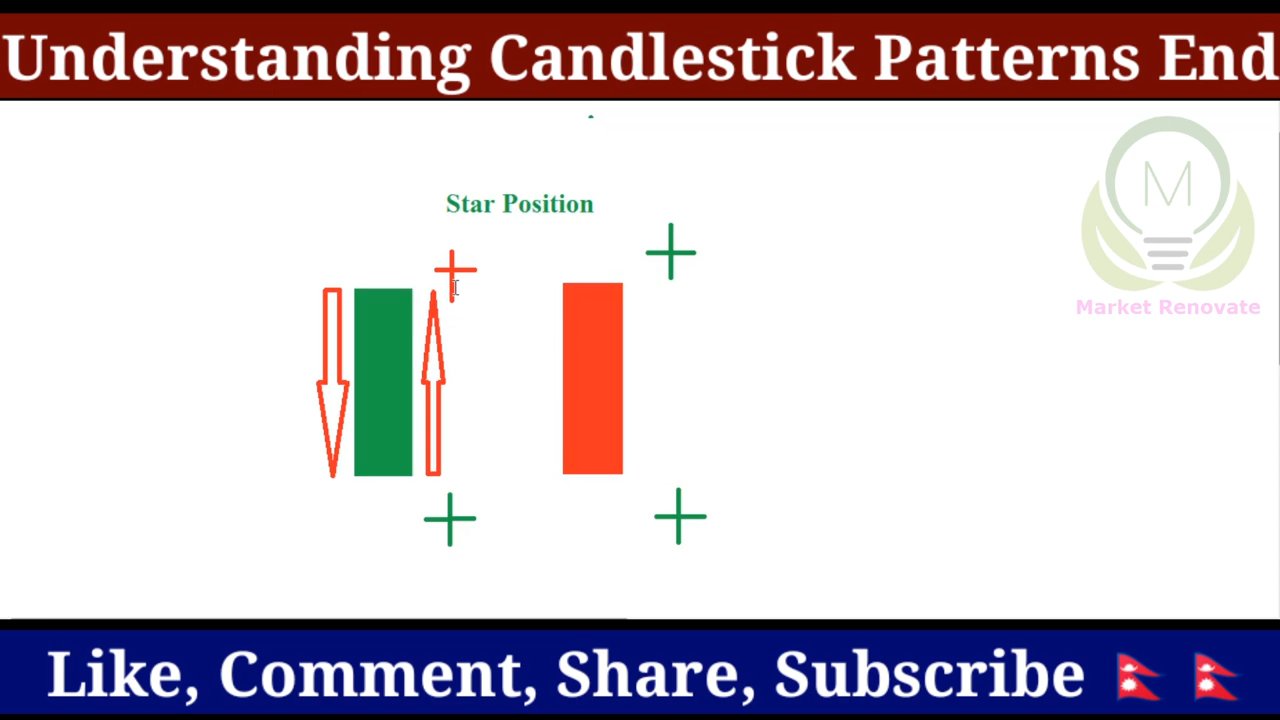 Understanding Candlestick Patterns End
Star Position
M
Market Renovate
Like, Comment, Share, Subscribe 🇳🇵 🇳🇵